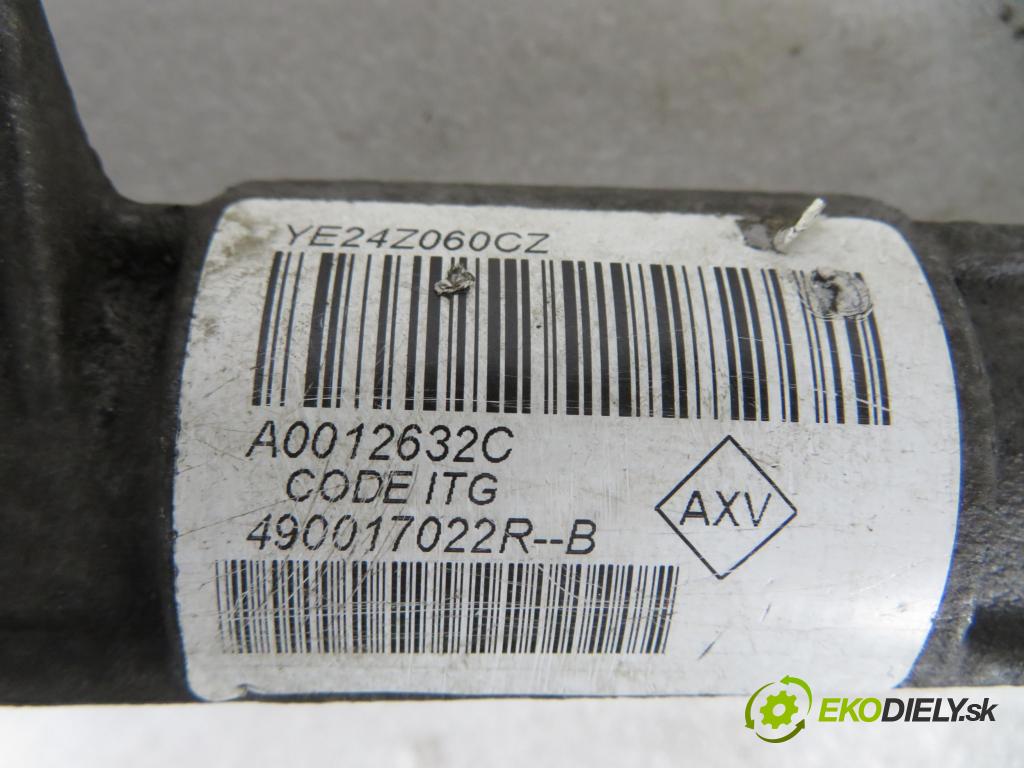 YE24Z060CZ
A0012632C
CODE ITG
490017022R--B
AXV
EKODIELY.sk